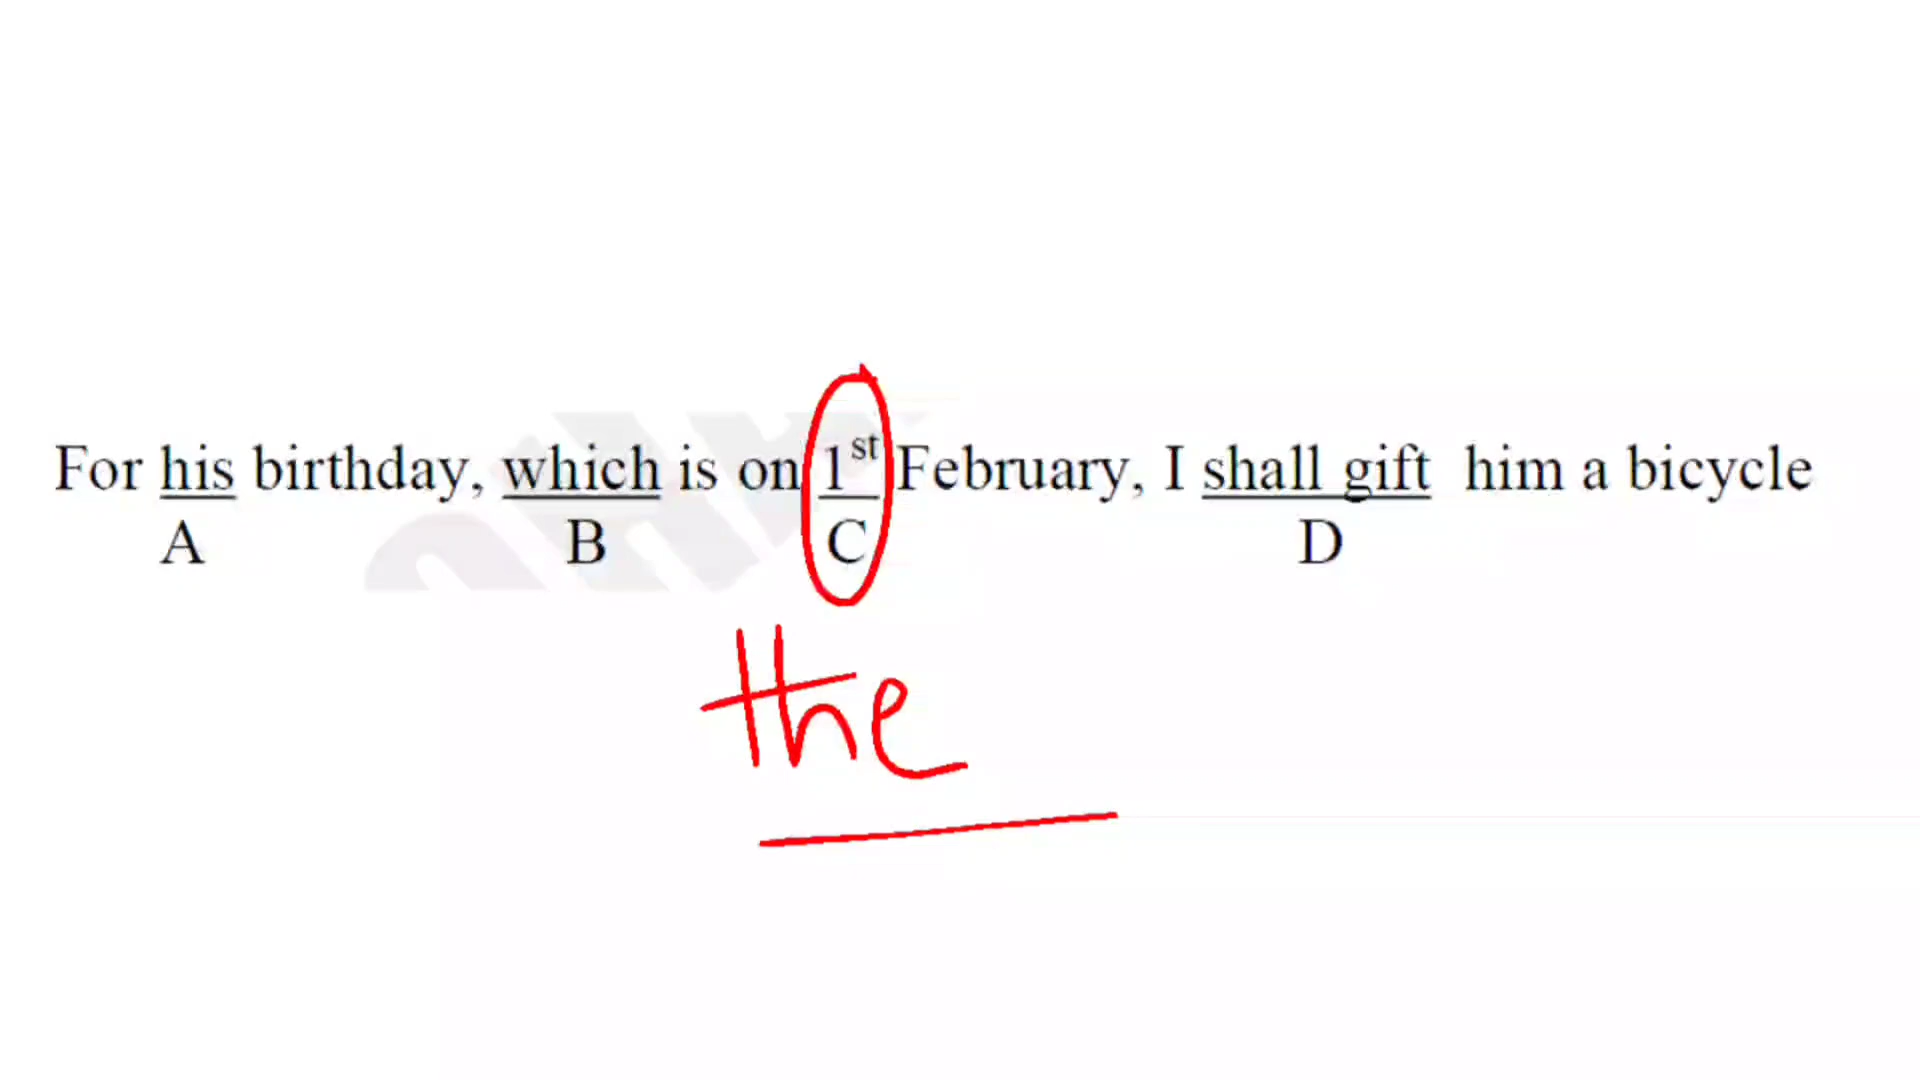 For his birthday, which is on 1st February, I shall gift him a bicycle
A B C D
the